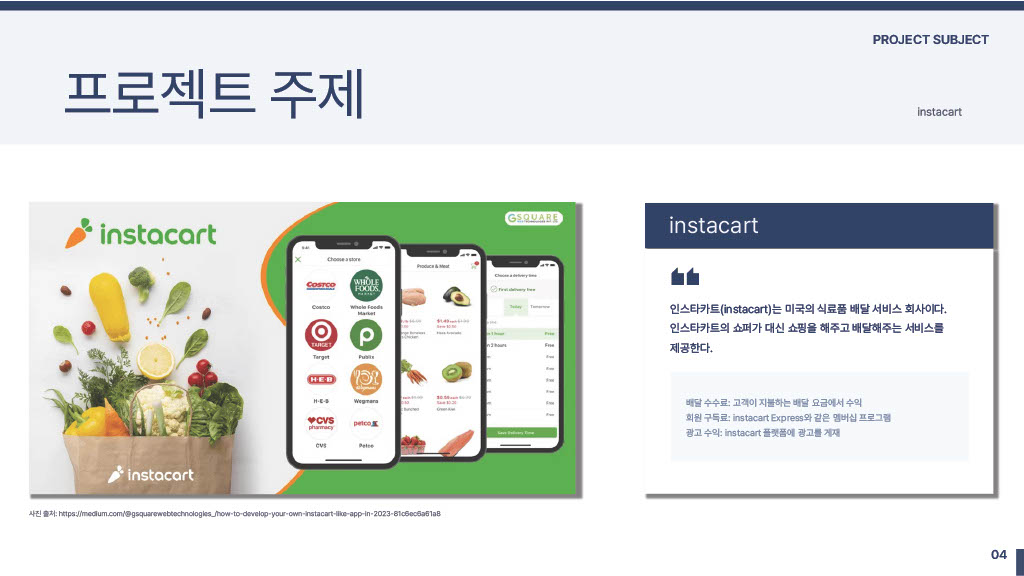 PROJECT SUBJECT
프로젝트 주제
instacart
instacart
GSQUARE
9:41
Choose a store
COSTCO
WHOLE
FOODS
MARKET
Costco
Whole Foods
Market
TARGET
Target
Publix
H-E-B
H-E-B
Wegmans
Wegmans
CVS
pharmacy
petco
CVS
Petco
Produce & Meat
Choose a delivery time
First delivery free
Today
Tomorrow
1 hour
Free
2 hours
Free
Free
Free
Free
Free
Free
instacart
instacart
인스타카트(instacart)는 미국의 식료품 배달 서비스 회사이다.
인스타카트의 쇼퍼가 대신 쇼핑을 해주고 배달해주는 서비스를
제공한다.
배달 수수료: 고객이 지불하는 배달 요금에서 수익
회원 구독료: instacart Express와 같은 멤버십 프로그램
광고 수익: instacart 플랫폼에 광고를 게재
사진 출처: https://medium.com/@gsquarewebtechnologies_/how-to-develop-your-own-instacart-like-app-in-2023-81c6ec6a61a8
04